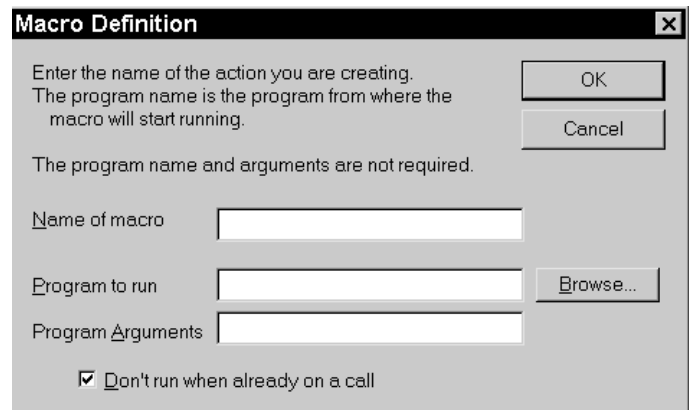 Macro Definition
Enter the name of the action you are creating.
The program name is the program from where the
macro will start running.
The program name and arguments are not required.
OK
Cancel
Name of macro
Program to run
Browse...
Program Arguments
Don't run when already on a call